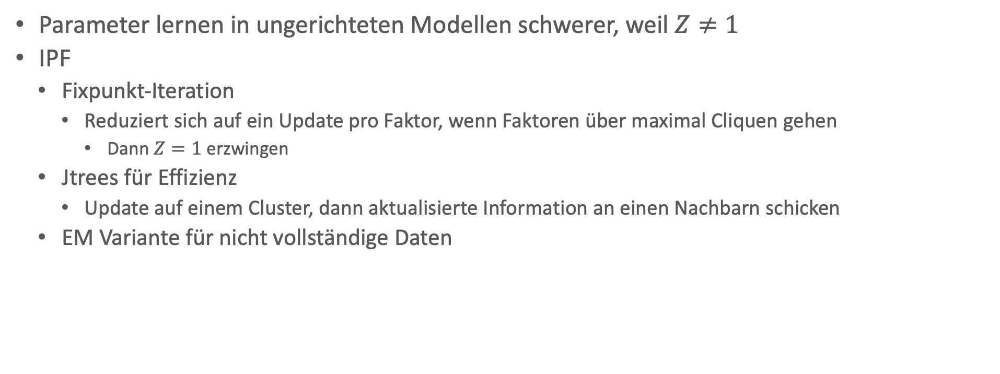 • Parameter lernen in ungerichteten Modellen schwerer, weil Z ≠ 1
• IPF
• Fixpunkt-Iteration
• Reduziert sich auf ein Update pro Faktor, wenn Faktoren über maximal Cliquen gehen
• Dann Z = 1 erzwingen
• Jtrees für Effizienz
• Update auf einem Cluster, dann aktualisierte Information an einen Nachbarn schicken
• EM Variante für nicht vollständige Daten